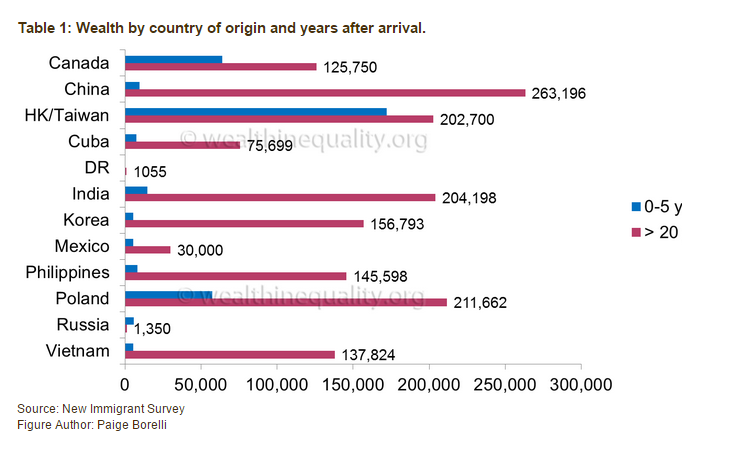 Table 1: Wealth by country of origin and years after arrival.
Canada
125,750
China
263,196
HK/Taiwan
202,700
© wealthinequality.org
Cuba
75,699
DR
1055
India
204,198
0-5 y
Korea
156,793
> 20
Mexico
30,000
Philippines
145,598
© wealthinequality.org
Poland
211,662
Russia
1,350
Vietnam
137,824
0 50,000 100,000 150,000 200,000 250,000 300,000
Source: New Immigrant Survey
Figure Author: Paige Borelli